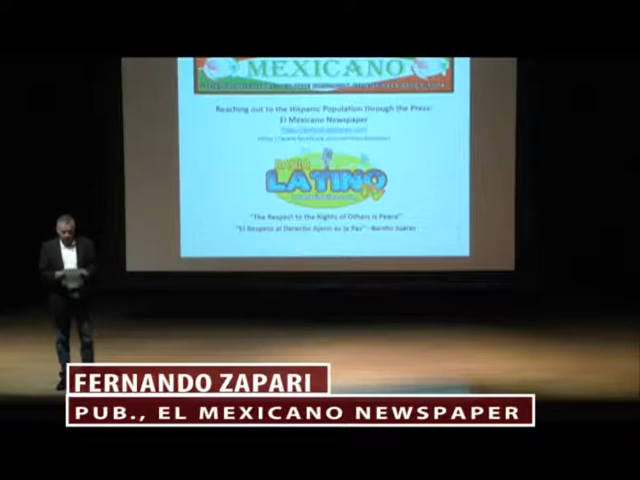 MEXICANO
Reaching out to the Hispanic Population through the Press:
El Mexicano Newspaper
RADIO
LATINO
TV
"The Respect to the Rights of Others is Peace"
"El Respeto al Derecho Ajeno es la Paz"--Benito Juarez
FERNANDO ZAPARI
PUB., EL MEXICANO NEWSPAPER